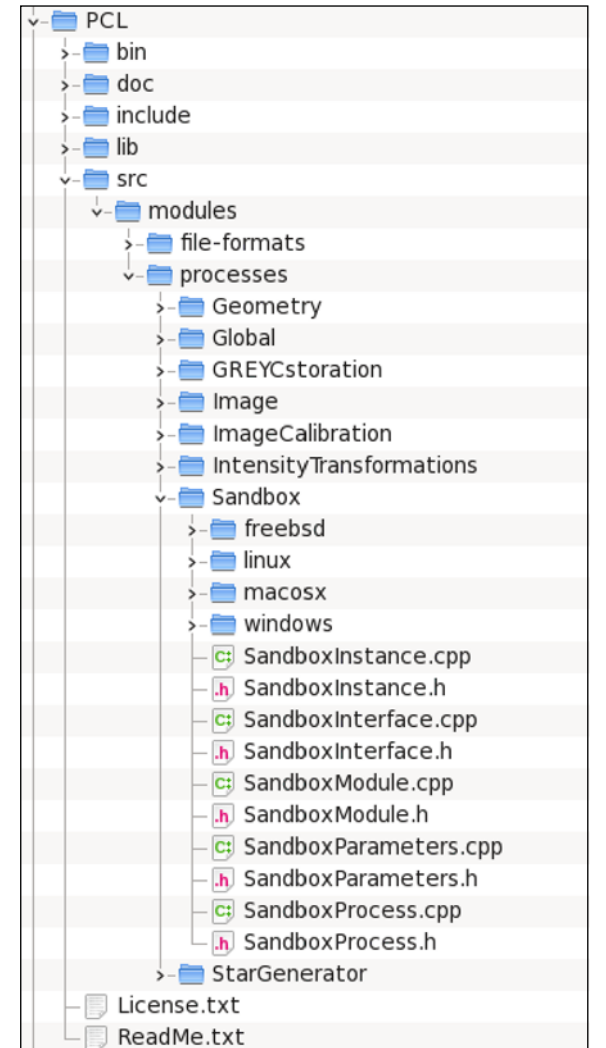 PCL
bin
doc
include
lib
src
modules
file-formats
processes
Geometry
Global
GREYCstoration
Image
ImageCalibration
IntensityTransformations
Sandbox
freebsd
linux
macosx
windows
SandboxInstance.cpp
SandboxInstance.h
SandboxInterface.cpp
SandboxInterface.h
SandboxModule.cpp
SandboxModule.h
SandboxParameters.cpp
SandboxParameters.h
SandboxProcess.cpp
SandboxProcess.h
StarGenerator
License.txt
ReadMe.txt